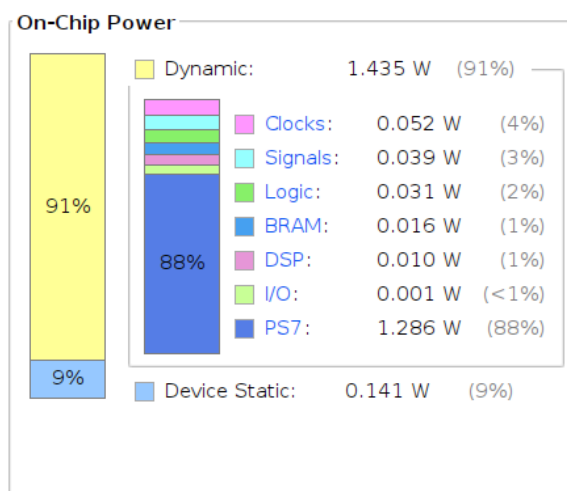 On-Chip Power
Dynamic: 1.435 W (91%)
Clocks: 0.052 W (4%)
Signals: 0.039 W (3%)
Logic: 0.031 W (2%)
91%
BRAM: 0.016 W (1%)
DSP: 0.010 W (1%)
88%
I/O: 0.001 W (<1%)
PS7: 1.286 W (88%)
9%
Device Static: 0.141 W (9%)